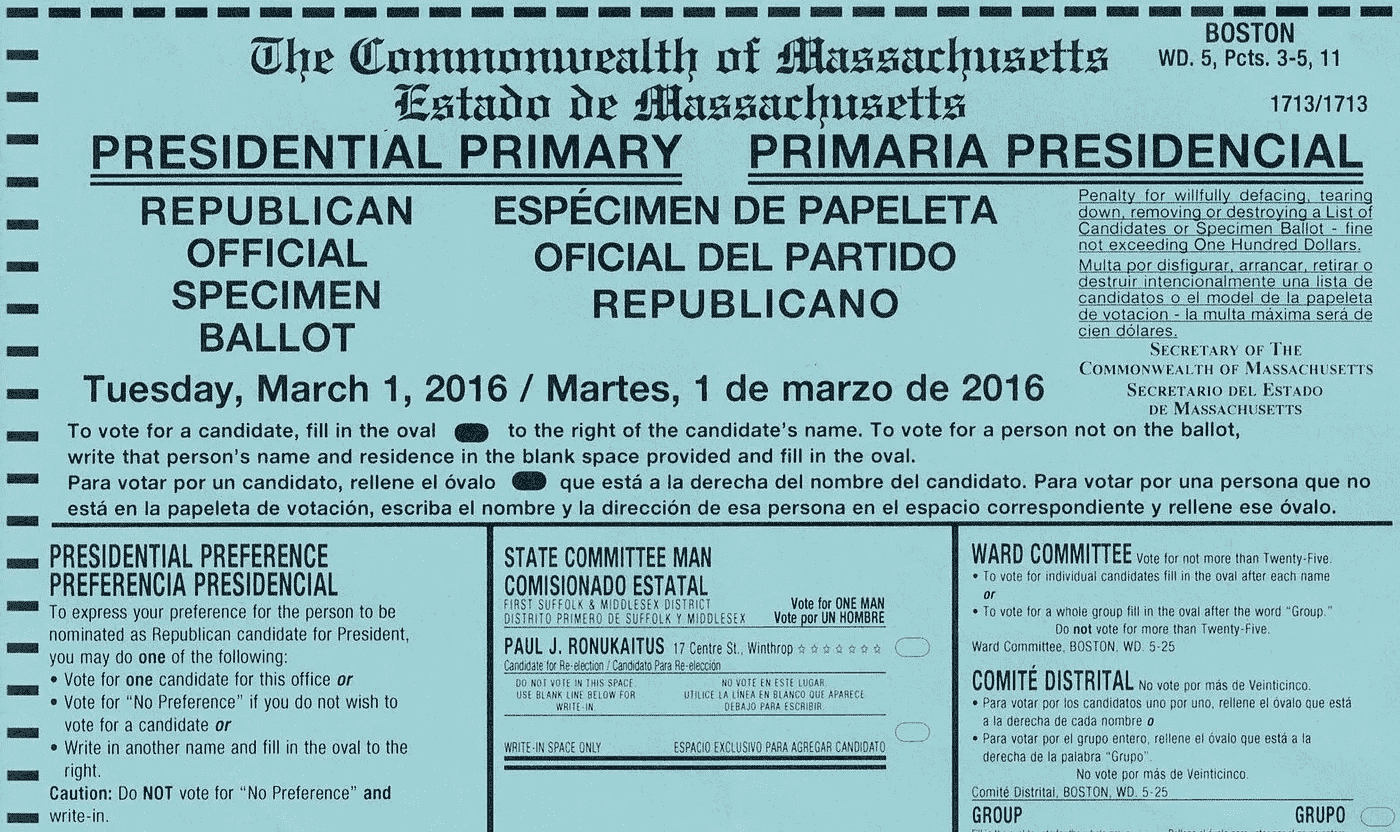 The Commonwealth of Massachusetts
Estado de Massachusetts
BOSTON
WD. 5, Pcts. 3-5, 11
1713/1713
PRESIDENTIAL PRIMARY
PRIMARIA PRESIDENCIAL
REPUBLICAN
OFFICIAL
SPECIMEN
BALLOT
ESPÉCIMEN DE PAPELETA
OFICIAL DEL PARTIDO
REPUBLICANO
Penalty for willfully defacing, tearing
down, removing or destroying a List of
Candidates or Specimen Ballot - fine
not exceeding One Hundred Dollars.
Multa por disfigurar, arrancar, retirar o
destruir intencionalmente una lista de
candidatos o el model de la papeleta
de votacion - la multa máxima será de
cien dólares.
SECRETARY OF THE
COMMONWEALTH OF MASSACHUSETTS
SECRETARIO DEL ESTADO
DE MASSACHUSETTS
Tuesday, March 1, 2016 / Martes, 1 de marzo de 2016
To vote for a candidate, fill in the oval to the right of the candidate's name. To vote for a person not on the ballot,
write that person's name and residence in the blank space provided and fill in the oval.
Para votar por un candidato, rellene el óvalo que está a la derecha del nombre del candidato. Para votar por una persona que no
está en la papeleta de votación, escriba el nombre y la dirección de esa persona en el espacio correspondiente y rellene ese óvalo.
PRESIDENTIAL PREFERENCE
PREFERENCIA PRESIDENCIAL
To express your preference for the person to be
nominated as Republican candidate for President,
you may do one of the following:
• Vote for one candidate for this office or
• Vote for "No Preference" if you do not wish to
vote for a candidate or
• Write in another name and fill in the oval to the
right.
Caution: Do NOT vote for "No Preference" and
write-in.
STATE COMMITTEE MAN
COMISIONADO ESTATAL
FIRST SUFFOLK & MIDDLESEX DISTRICT Vote for ONE MAN
DISTRITO PRIMERO DE SUFFOLK Y MIDDLESEX Vote por UN HOMBRE
PAUL J. RONUKAITUS 17 Centre St., Winthrop ☆ ☆ ☆ ☆ ☆ ☆ ☆
Candidate for Re-election / Candidato Para Re-elección
DO NOT VOTE IN THIS SPACE.
USE BLANK LINE BELOW FOR
WRITE-IN.
NO VOTE EN ESTE LUGAR.
UTILICE LA LÍNEA EN BLANCO QUE APARECE
DEBAJO PARA ESCRIBIR.
WRITE-IN SPACE ONLY ESPACIO EXCLUSIVO PARA AGREGAR CANDIDATO
WARD COMMITTEE Vote for not more than Twenty-Five.
• To vote for individual candidates fill in the oval after each name
or
• To vote for a whole group fill in the oval after the word "Group."
Do not vote for more than Twenty-Five.
Ward Committee, BOSTON, WD. 5-25
COMITÉ DISTRITAL No vote por más de Veinticinco.
• Para votar por los candidatos uno por uno, rellene el óvalo que está
a la derecha de cada nombre o
• Para votar por el grupo entero, rellene el óvalo que está a la
derecha de la palabra "Grupo".
No vote por más de Veinticinco.
Comité Distrital, BOSTON, WD. 5-25
GROUP GRUPO